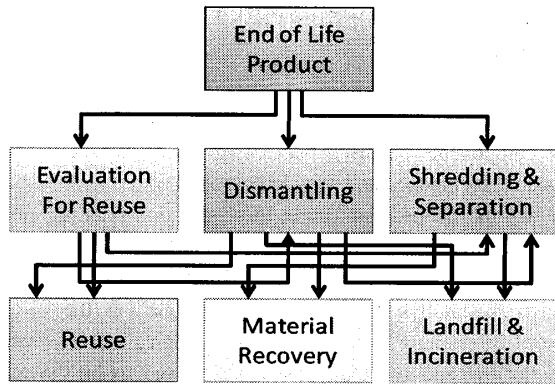 End of Life
Product
Evaluation
For Reuse
Dismantling
Shredding &
Separation
Reuse
Material
Recovery
Landfill &
Incineration